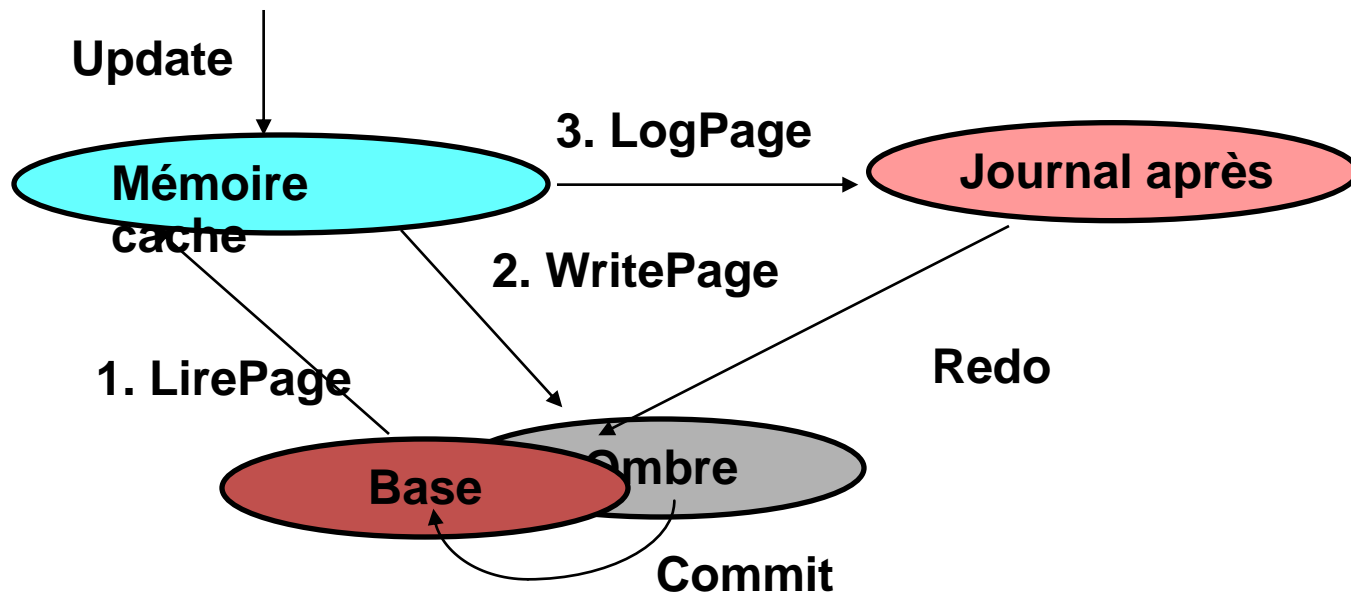 Update
3. LogPage
Mémoire
cache
Journal après
2. WritePage
1. LirePage
Redo
Ombre
Base
Commit